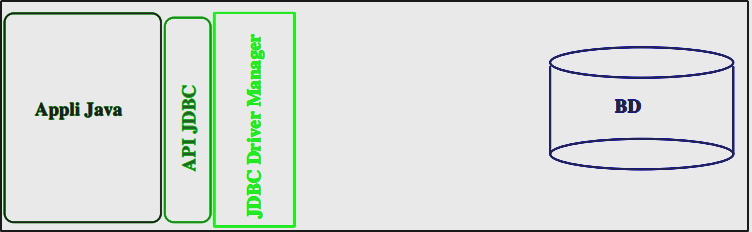 Appli Java
API JDBC
JDBC Driver Manager
BD